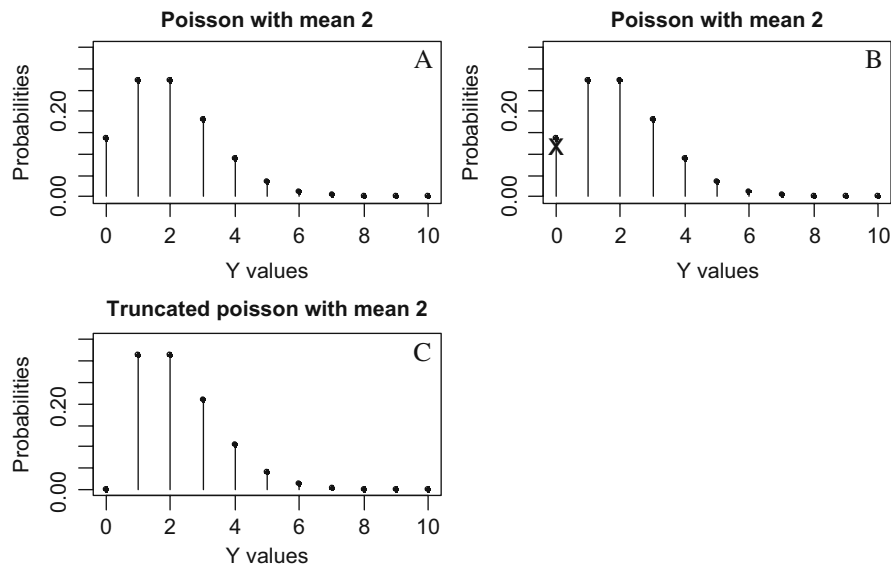 Poisson with mean 2
A
Probabilities
0.20
0.00
0 2 4 6 8 10
Y values
Poisson with mean 2
B
Probabilities
0.20
0.00
X
0 2 4 6 8 10
Y values
Truncated poisson with mean 2
C
Probabilities
0.20
0.00
0 2 4 6 8 10
Y values